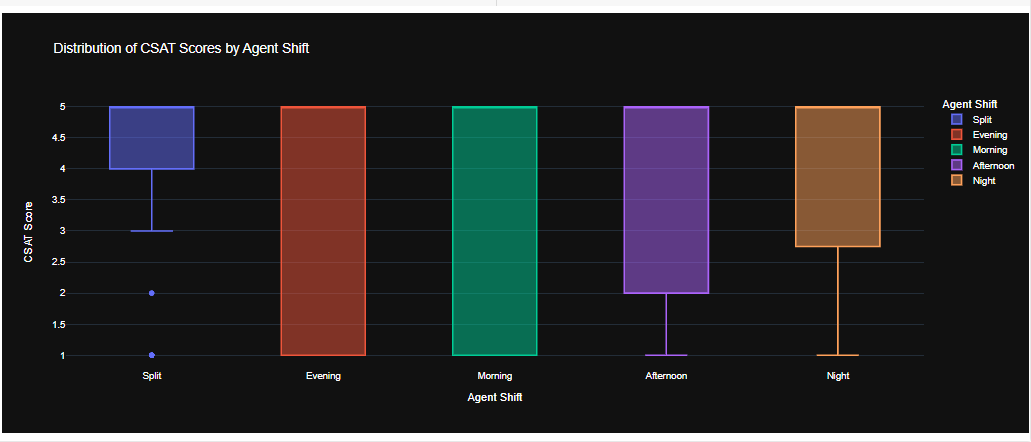 Distribution of CSAT Scores by Agent Shift
5
4.5
4
3.5
3
2.5
2
1.5
1
CSAT Score
Split
Evening
Morning
Afternoon
Night
Agent Shift
Agent Shift
Split
Evening
Morning
Afternoon
Night